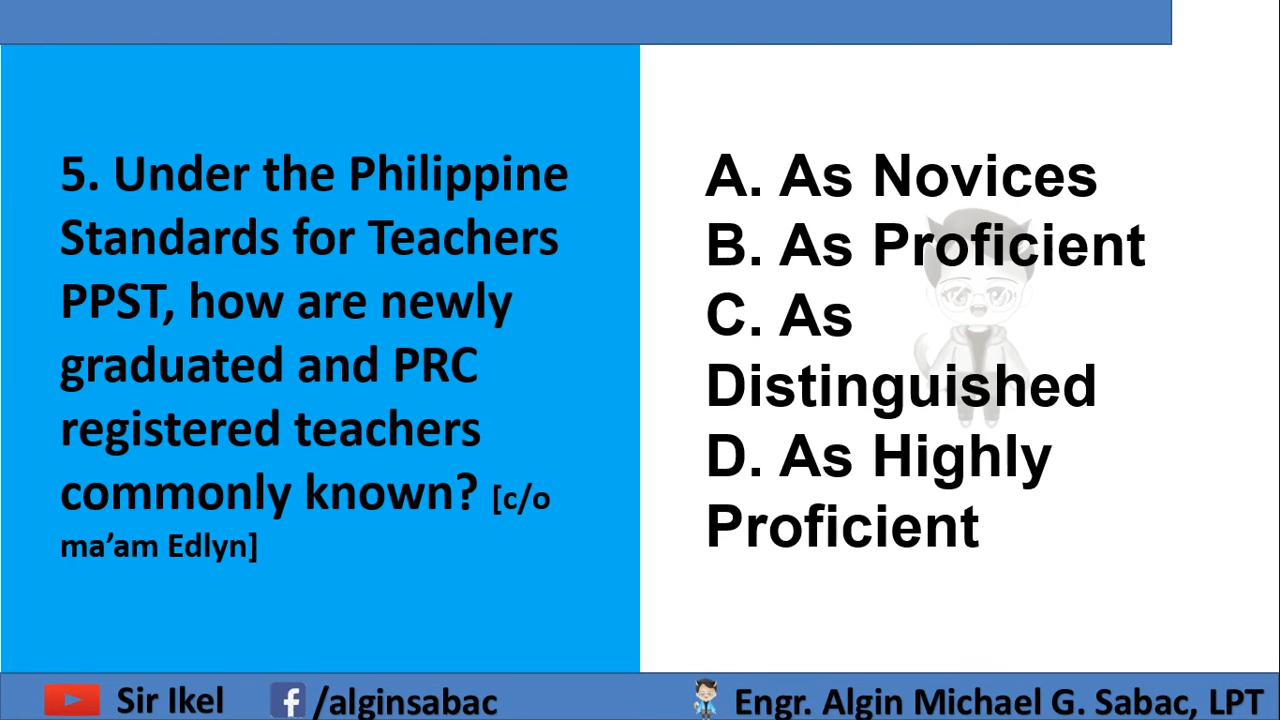 5. Under the Philippine
Standards for Teachers
PPST, how are newly
graduated and PRC
registered teachers
commonly known? [c/o
ma’am Edlyn]
A. As Novices
B. As Proficient
C. As
Distinguished
D. As Highly
Proficient
Sir Ikel
/alginsabac
Engr. Algin Michael G. Sabac, LPT